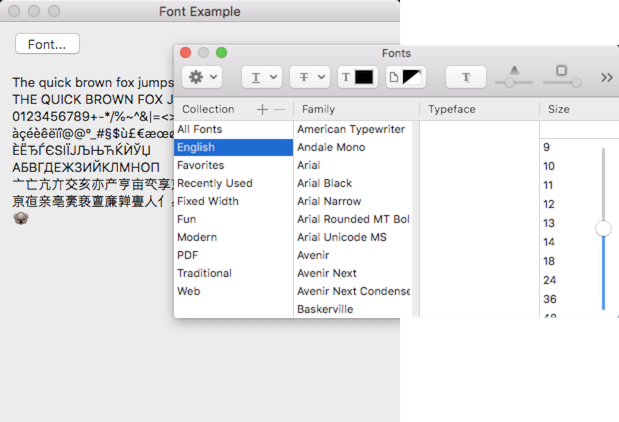 Font Example
Font...
The quick brown fox jumps
THE QUICK BROWN FOX J
0123456789+-*/%~^&|=<>
àçéèêëïî@@º_#§$ù£€æœø
ÈËЂЃЄЅІЇЈЉЊЋЌЍЎЏ
АБВГДЕЖЗИЙКЛМНОП
亠亡亢亣交亥亦产亨亩亪享
亰亱亲亳亴亵亶亷亸亹人亻
Fonts
T
T
T
T
Collection
Family
Typeface
Size
All Fonts
English
Favorites
Recently Used
Fixed Width
Fun
Modern
PDF
Traditional
Web
American Typewriter
Andale Mono
Arial
Arial Black
Arial Narrow
Arial Rounded MT Bol
Arial Unicode MS
Avenir
Avenir Next
Avenir Next Condense
Baskerville
9
10
11
12
13
14
18
24
36
48